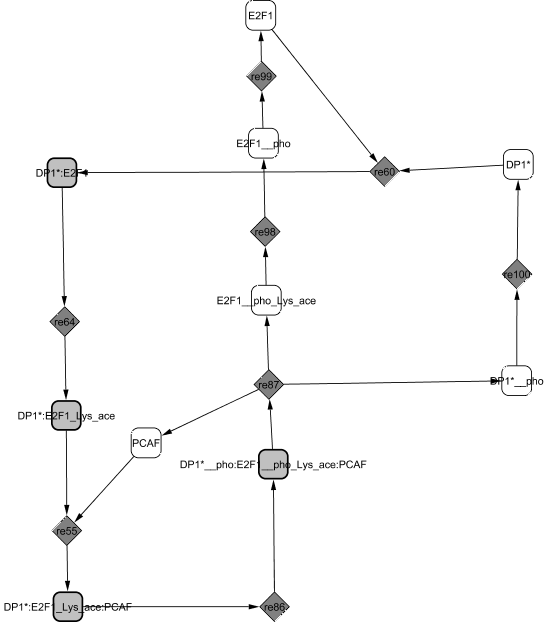 E2F1
re99
E2F1__pho
DP1*:E2F1
re60
DP1*
re98
re100
E2F1__pho_Lys_ace
re64
re87
DP1*__pho
DP1*:E2F1_Lys_ace
PCAF
DP1*__pho:E2F1__pho_Lys_ace:PCAF
re55
DP1*:E2F1_Lys_ace:PCAF
re86